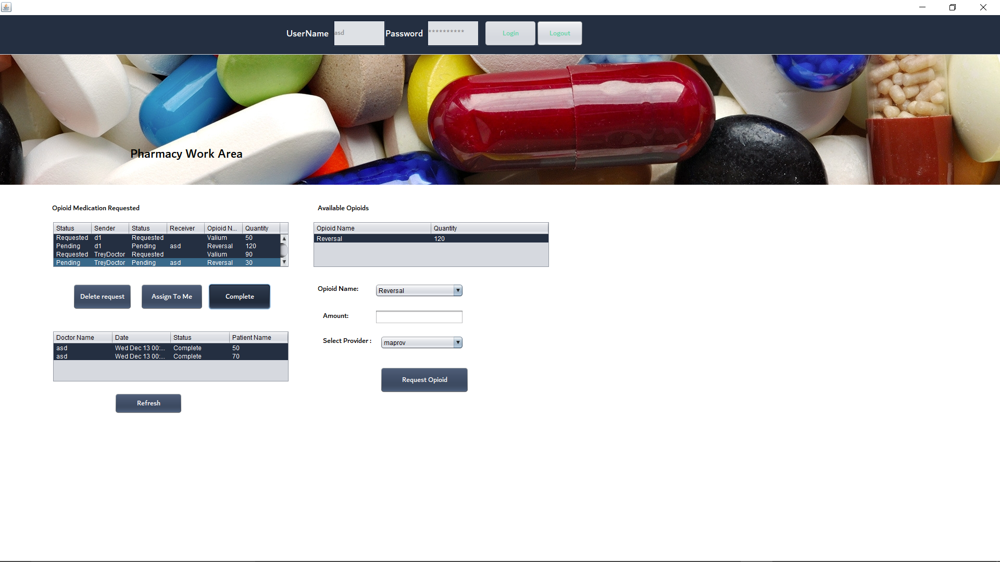 UserName asd Password ********** Login Logout
Pharmacy Work Area
Opioid Medication Requested
Status Sender Status Receiver Opioid N... Quantity
Requested d1 Requested Valium 50
Pending d1 Pending asd Reversal 120
Requested TreyDoctor Requested Valium 90
Pending TreyDoctor Pending asd Reversal 30
Delete request Assign To Me Complete
Doctor Name Date Status Patient Name
asd Wed Dec 13 00:... Complete 50
asd Wed Dec 13 00:... Complete 70
Refresh
Available Opioids
Opioid Name Quantity
Reversal 120
Opioid Name: Reversal
Amount:
Select Provider : maprov
Request Opioid